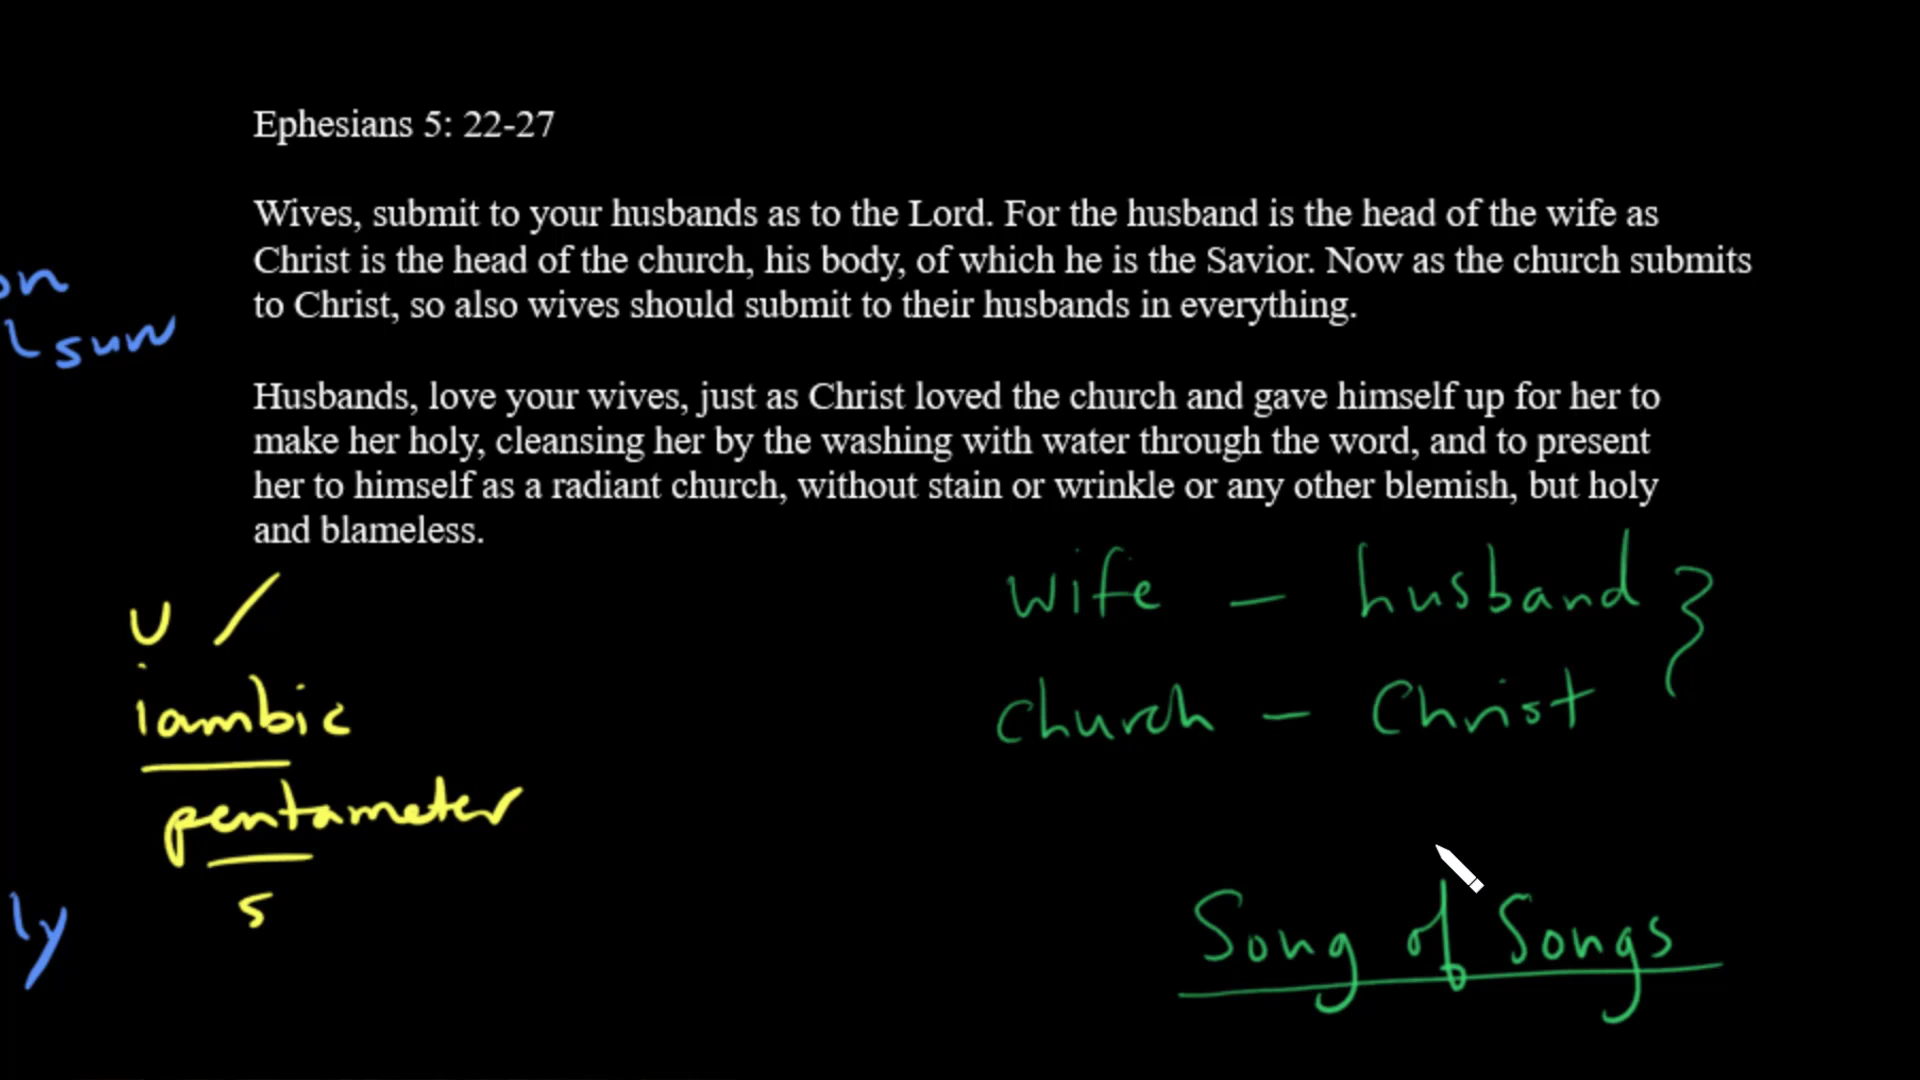 Ephesians 5: 22-27
Wives, submit to your husbands as to the Lord. For the husband is the head of the wife as
Christ is the head of the church, his body, of which he is the Savior. Now as the church submits
to Christ, so also wives should submit to their husbands in everything.
on
sun
Husbands, love your wives, just as Christ loved the church and gave himself up for her to
make her holy, cleansing her by the washing with water through the word, and to present
her to himself as a radiant church, without stain or wrinkle or any other blemish, but holy
and blameless.
wife - husband }
church - Christ
U /
iambic
pentameter
5
ly
Song of Songs